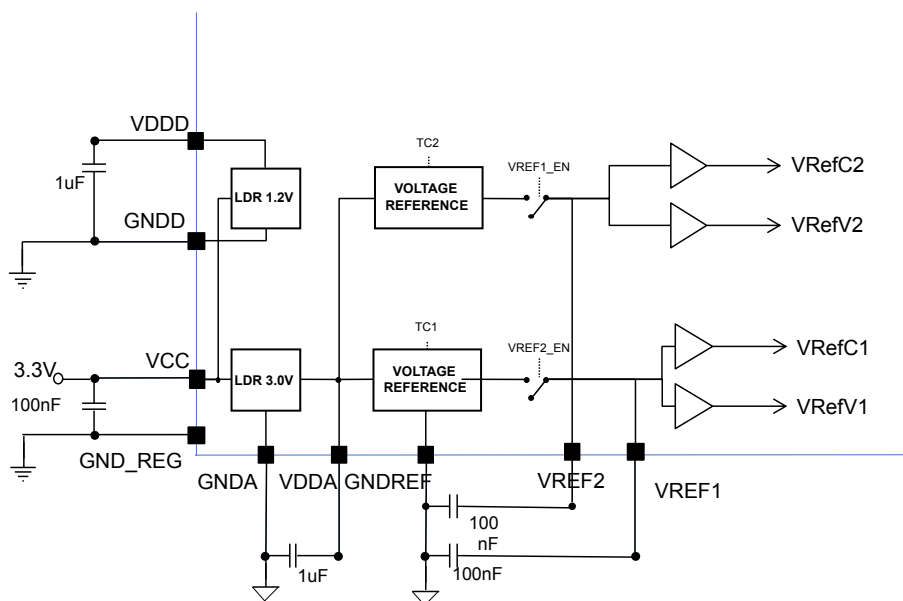 VDDD
TC2
VREF1_EN
VRefC2
1uF
LDR 1.2V
VOLTAGE
REFERENCE
GNDD
VRefV2
TC1
VREF2_EN
VRefC1
VCC
3.3V
LDR 3.0V
VOLTAGE
REFERENCE
100nF
VRefV1
GND_REG
GNDA
VDDA
GNDREF
VREF2
VREF1
100
nF
1uF
100nF